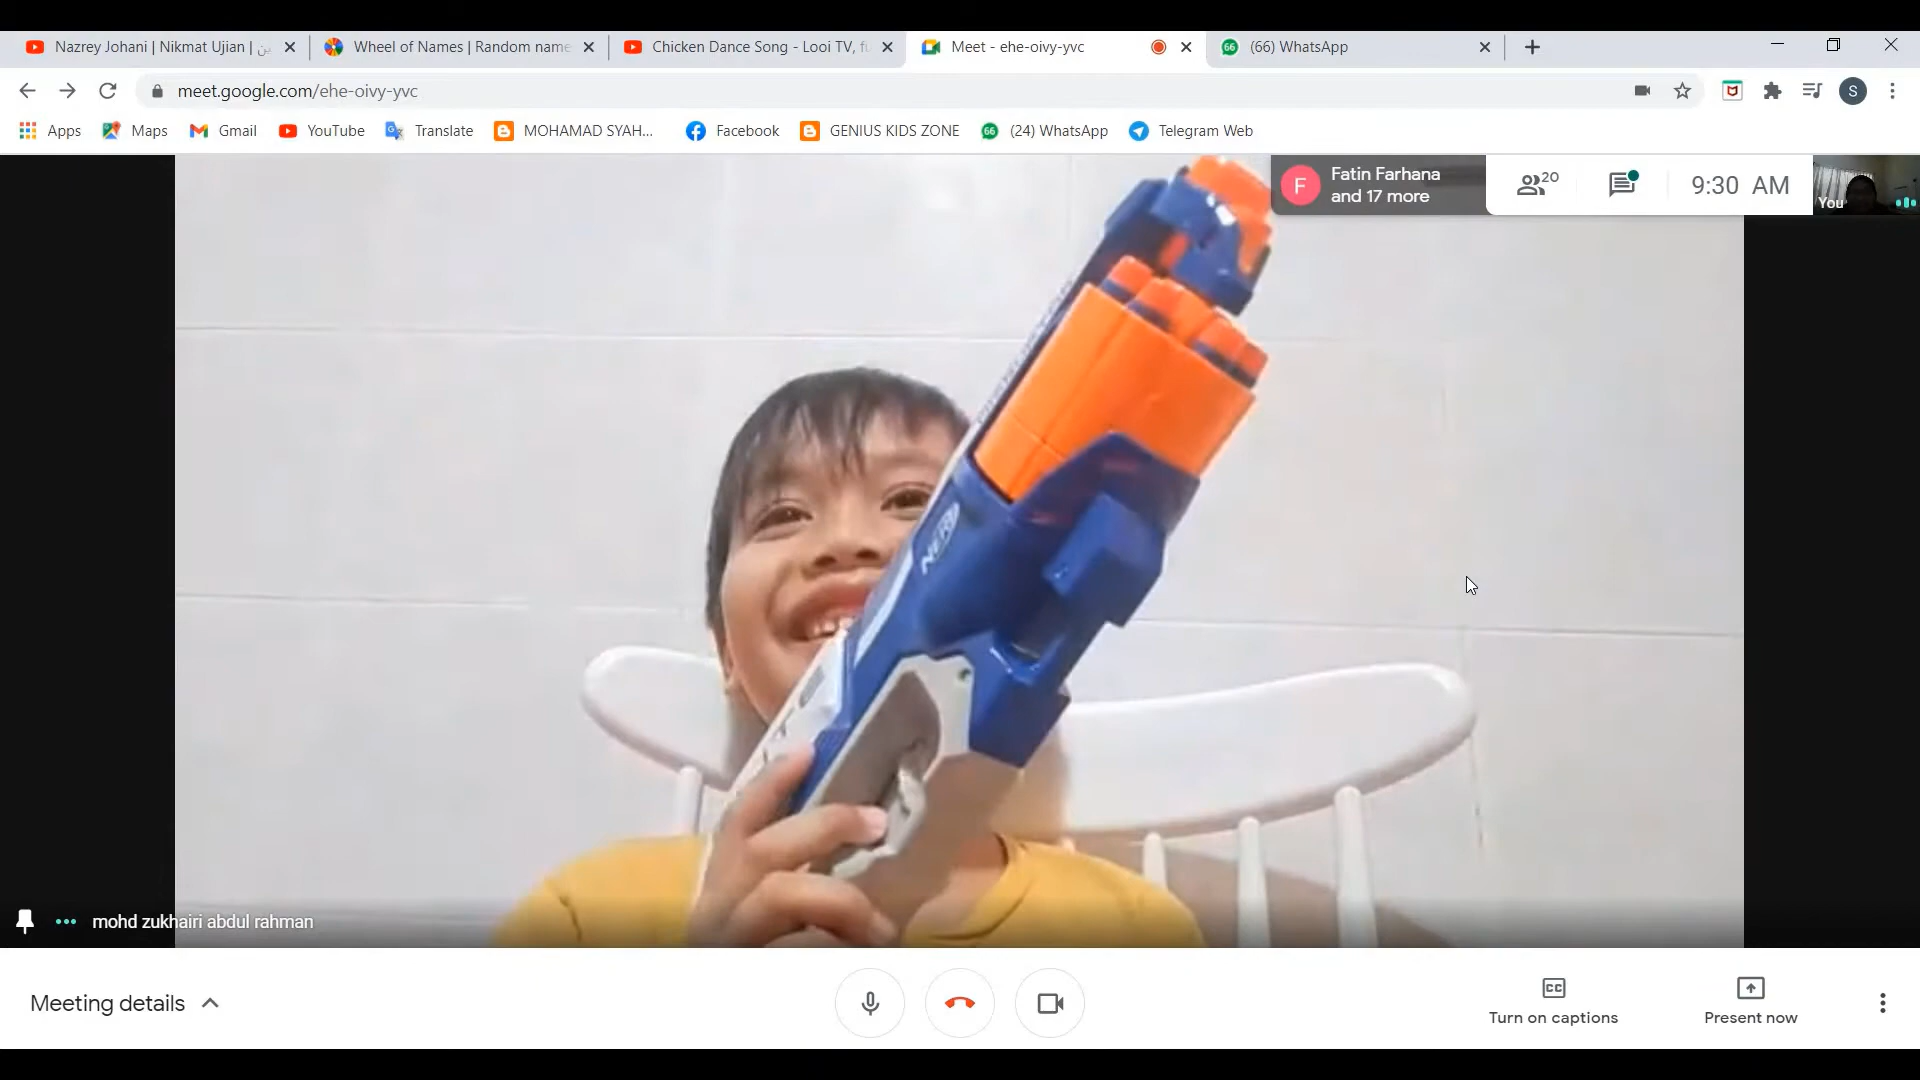 Nazrey Johani | Nikmat Ujian |
Wheel of Names | Random name
Chicken Dance Song - Looi TV, fu
Meet - ehe-oivy-yvc
66 (66) WhatsApp
meet.google.com/ehe-oivy-yvc
S
Apps
Maps
Gmail
YouTube
Translate
MOHAMAD SYAH...
Facebook
GENIUS KIDS ZONE
66 (24) WhatsApp
Telegram Web
F
Fatin Farhana
and 17 more
20
9:30 AM
You
NERF
mohd zukhairi abdul rahman
Meeting details
CC
Turn on captions
Present now